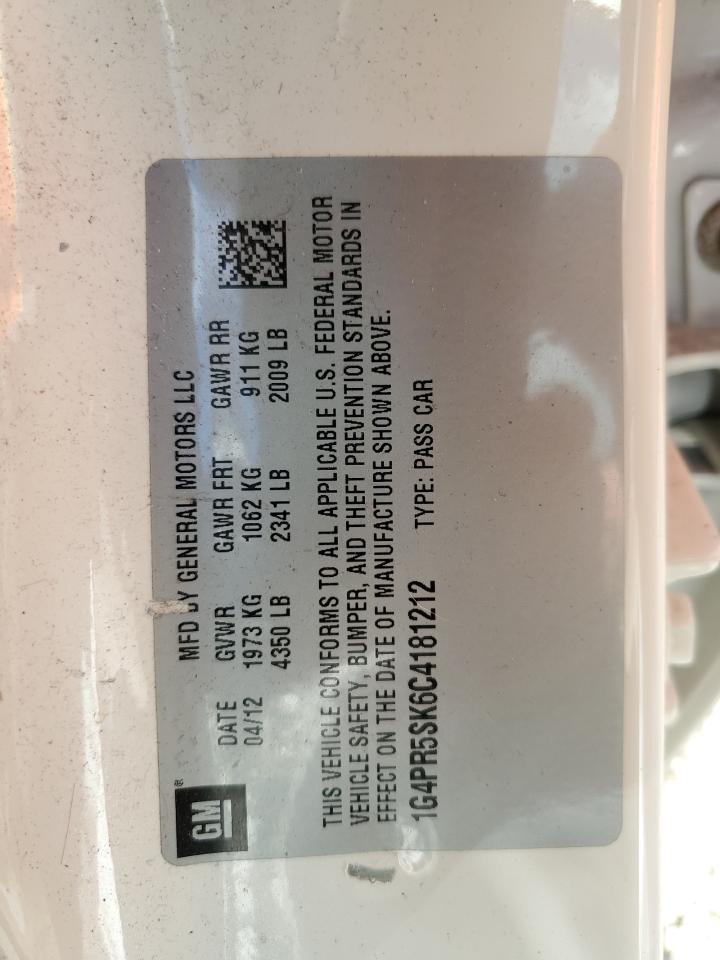 GM®
MFD BY GENERAL MOTORS LLC
DATE GVWR GAWR FRT GAWR RR
04/12 1973 KG 1062 KG 911 KG
4350 LB 2341 LB 2009 LB
THIS VEHICLE CONFORMS TO ALL APPLICABLE U.S. FEDERAL MOTOR
VEHICLE SAFETY, BUMPER, AND THEFT PREVENTION STANDARDS IN
EFFECT ON THE DATE OF MANUFACTURE SHOWN ABOVE.
1G4PR5SK6C4181212 TYPE: PASS CAR